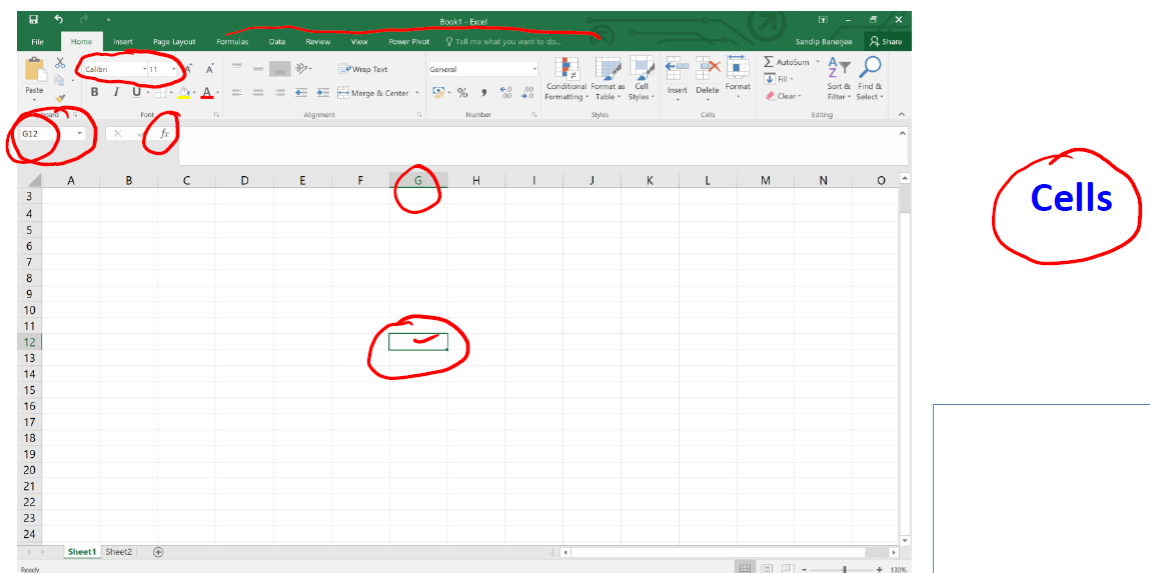 Book1 - Excel
File Home Insert Page Layout Formulas Data Review View Power Pivot Tell me what you want to do... Sandip Banerjee Share
Calibri 11 A A Wrap Text General AutoSum
Fill
Paste B I U A Merge & Center % , Conditional Format as Cell Insert Delete Format Clear Sort & Find &
Formatting Table Styles Filter Select
Font Alignment Number Styles Cells Editing
G12 fx
A B C D E F G H I J K L M N O
3
4
5
6
7
8
9
10
11
12
13
14
15
16
17
18
19
20
21
22
23
24
Sheet1 Sheet2
Ready 130%
Cells